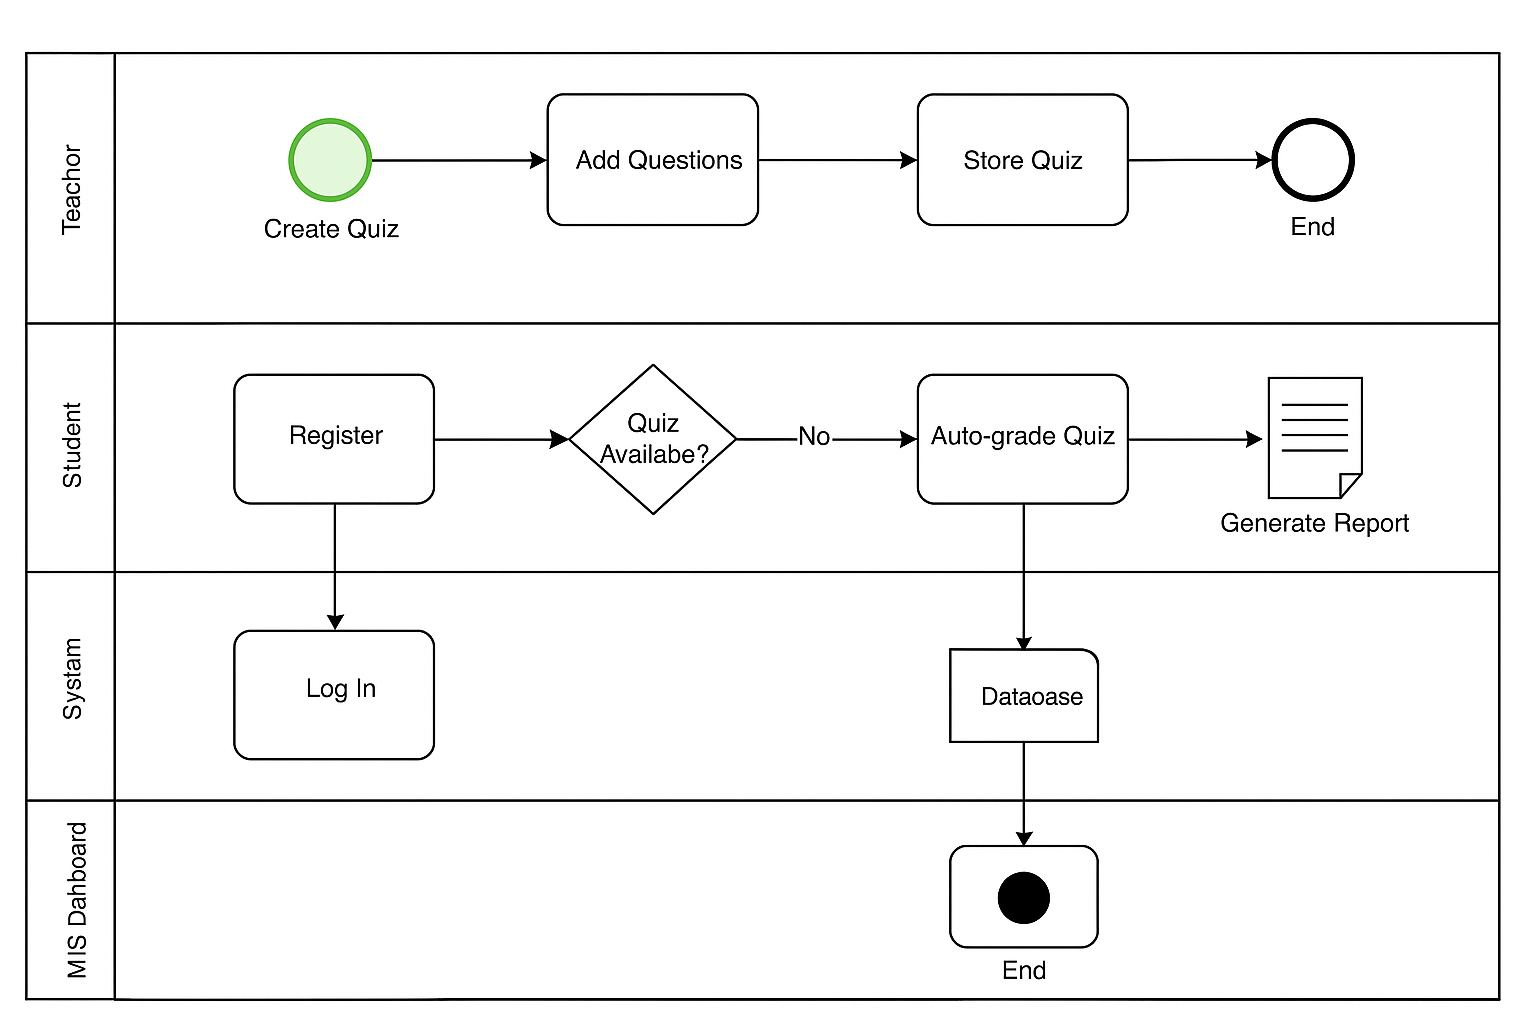 Teachor
Create Quiz
Add Questions
Store Quiz
End
Student
Register
Quiz
Availabe?
No
Auto-grade Quiz
Generate Report
Systam
Log In
Dataoase
MIS Dahboard
End